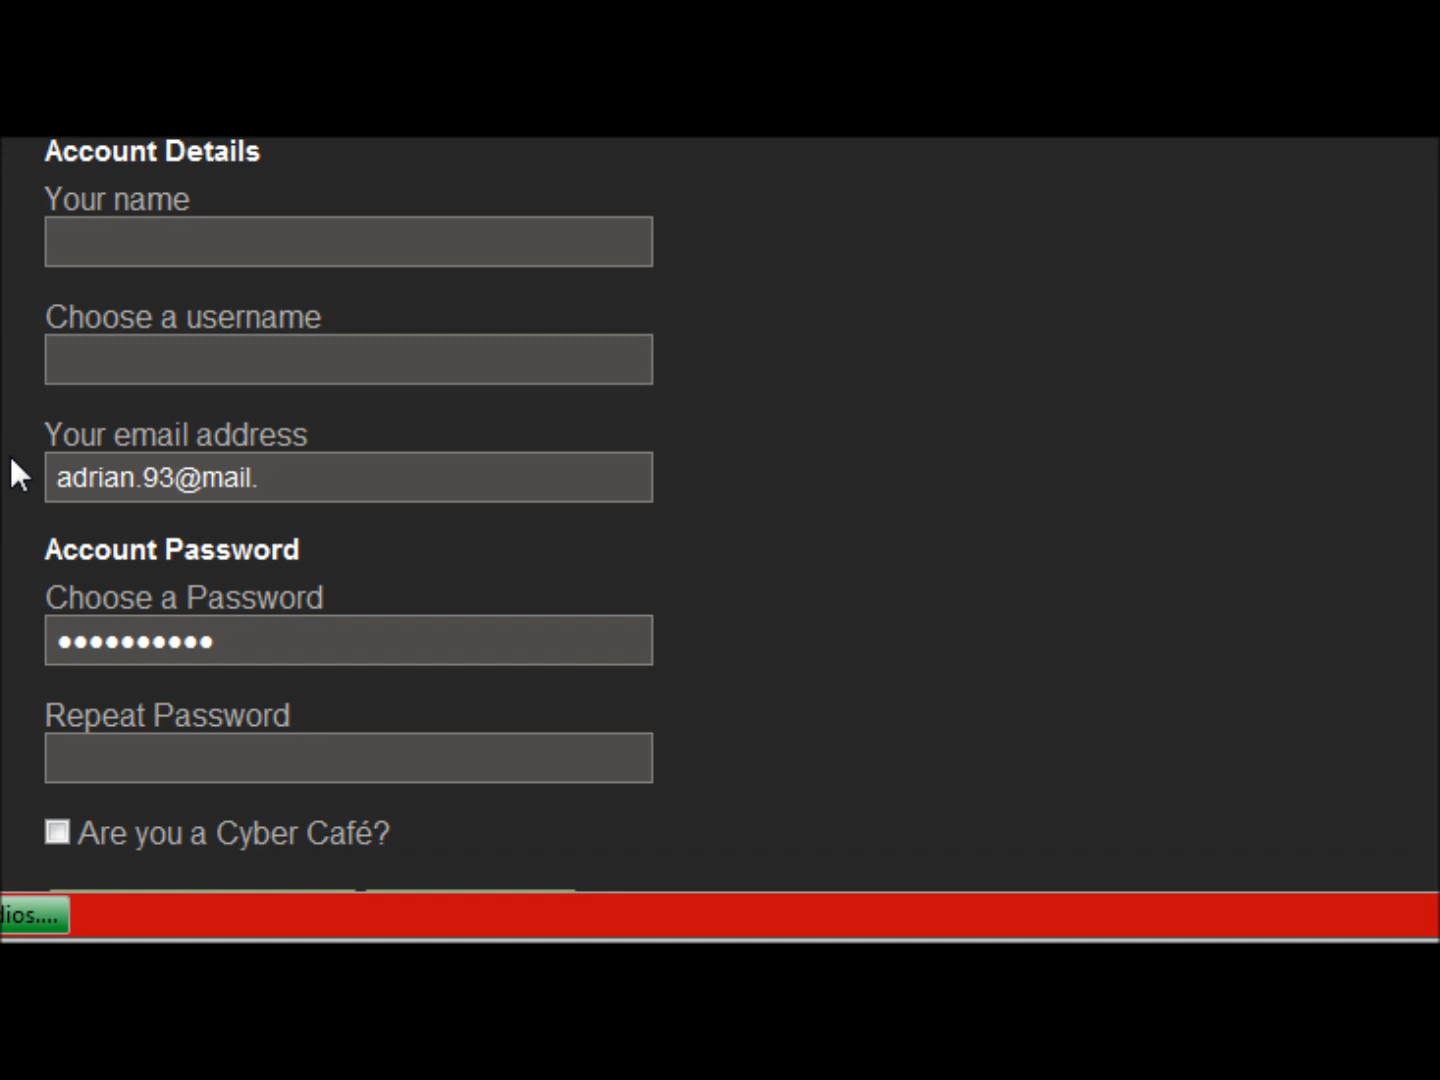 Account Details
Your name
Choose a username
Your email address
adrian.93@mail.
Account Password
Choose a Password
••••••••••
Repeat Password
Are you a Cyber Café?
dios....